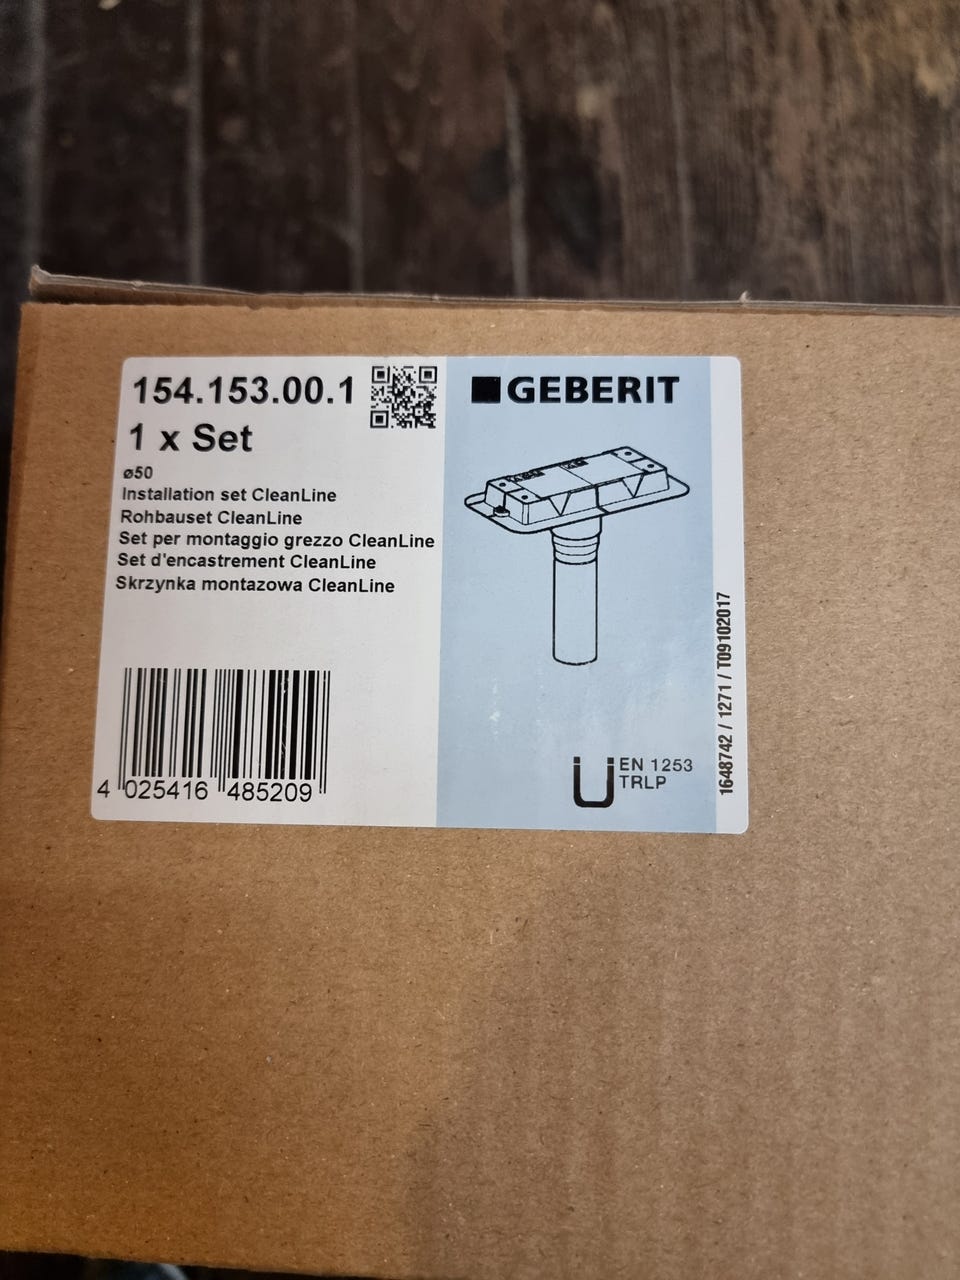 154.153.00.1
1 x Set
ø50
Installation set CleanLine
Rohbauset CleanLine
Set per montaggio grezzo CleanLine
Set d'encastrement CleanLine
Skrzynka montazowa CleanLine
4 025416 485209
GEBERIT
EN 1253
TRLP
1648742 / 1271 / T09102017